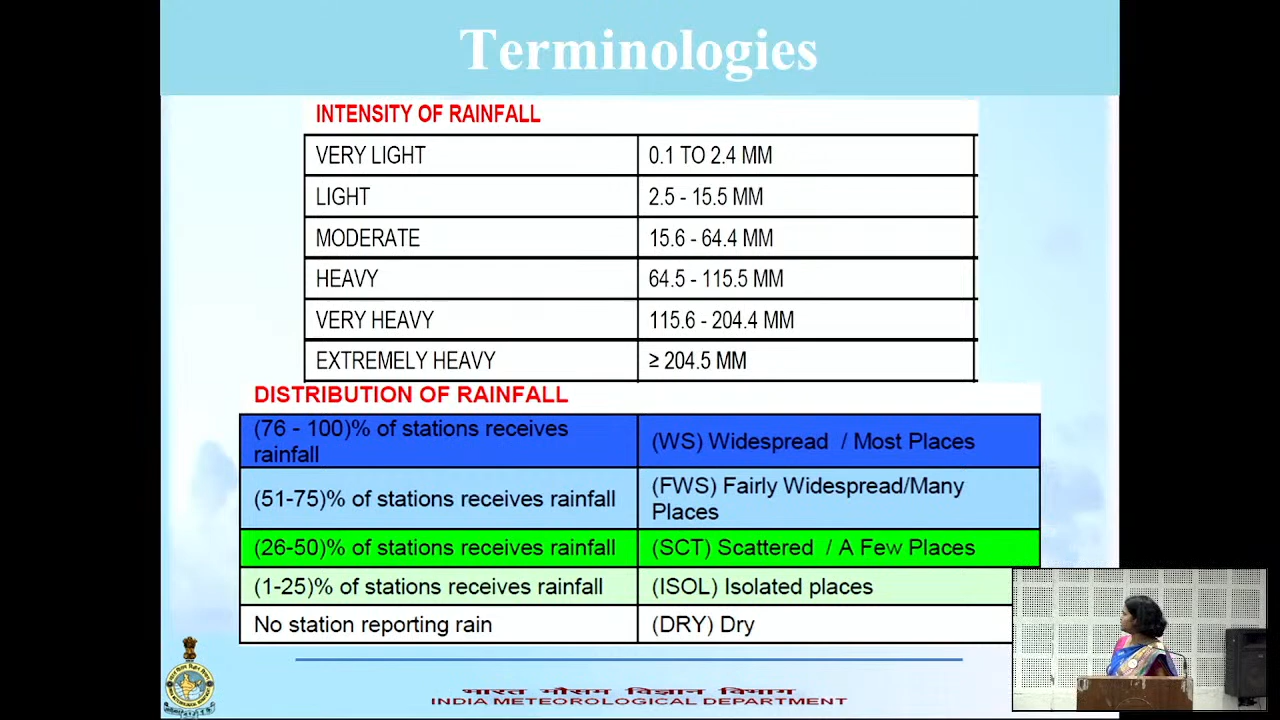 Terminologies
INTENSITY OF RAINFALL
VERY LIGHT 0.1 TO 2.4 MM
LIGHT 2.5 - 15.5 MM
MODERATE 15.6 - 64.4 MM
HEAVY 64.5 - 115.5 MM
VERY HEAVY 115.6 - 204.4 MM
EXTREMELY HEAVY ≥ 204.5 MM
DISTRIBUTION OF RAINFALL
(76 - 100)% of stations receives
rainfall
(WS) Widespread / Most Places
(51-75)% of stations receives rainfall
(FWS) Fairly Widespread/Many
Places
(26-50)% of stations receives rainfall (SCT) Scattered / A Few Places
(1-25)% of stations receives rainfall (ISOL) Isolated places
No station reporting rain (DRY) Dry
भारत मौसम विज्ञान विभाग
INDIA METEOROLOGICAL DEPARTMENT